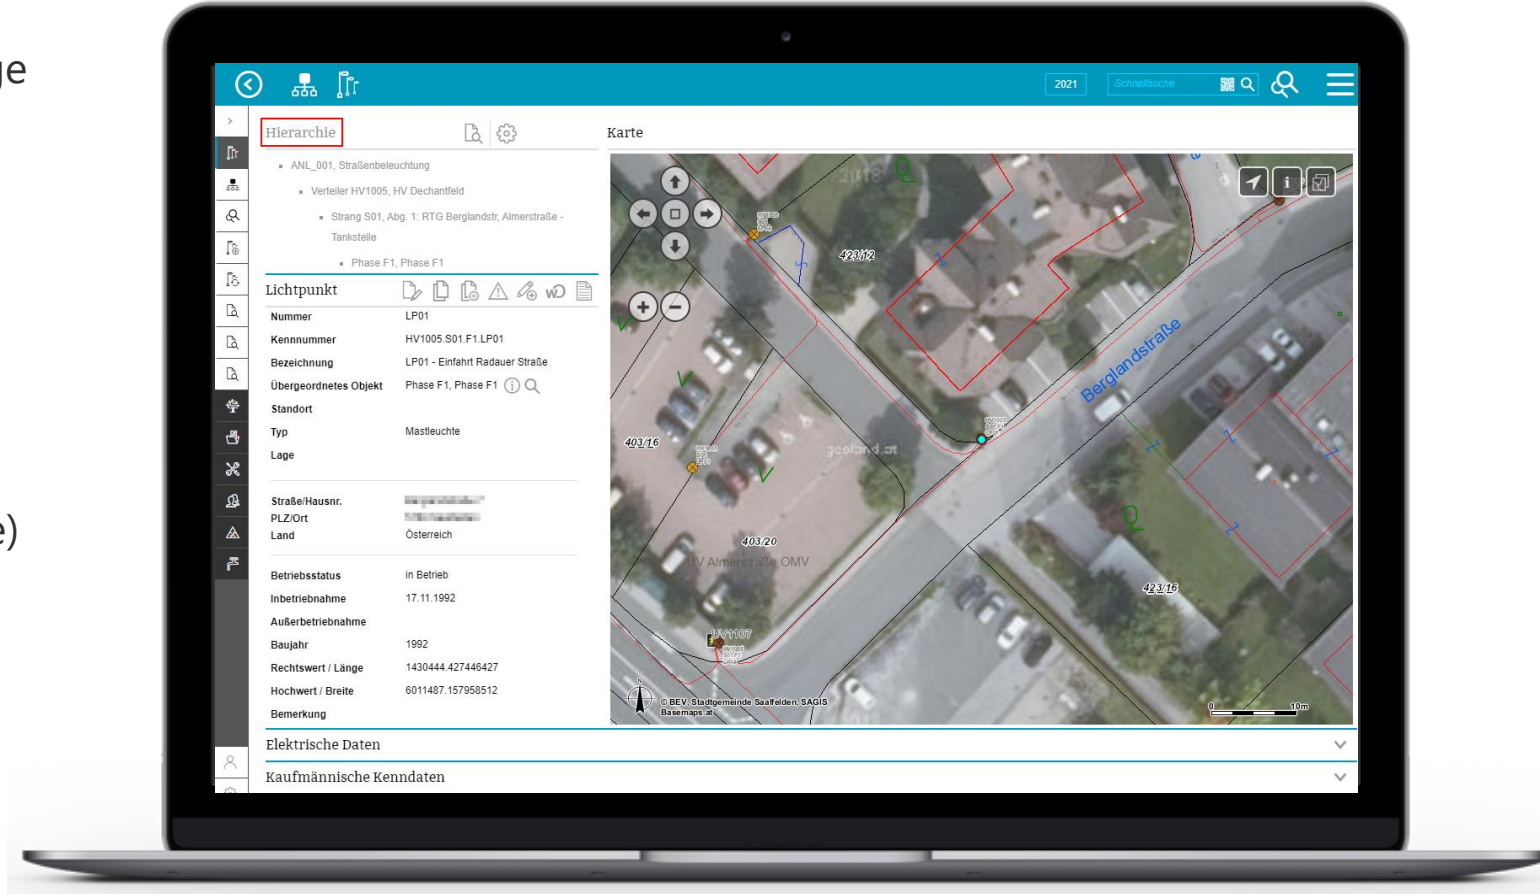 ge
e)
2021
Schnellsuche
Hierarchie
ANL_001, Straßenbeleuchtung
Verteiler HV1005, HV Dechantfeld
Strang S01, Abg. 1: RTG Berglandstr, Almerstraße -
Tankstelle
Phase F1, Phase F1
Lichtpunkt
Nummer LP01
Kennnummer HV1005.S01.F1.LP01
Bezeichnung LP01 - Einfahrt Radauer Straße
Übergeordnetes Objekt Phase F1, Phase F1
Standort
Typ Mastleuchte
Lage
Straße/Hausnr.
PLZ/Ort
Land Österreich
Betriebsstatus in Betrieb
Inbetriebnahme 17.11.1992
Außerbetriebnahme
Baujahr 1992
Rechtswert / Länge 1430444.427446427
Hochwert / Breite 6011487.157958512
Bemerkung
Karte
2018
423/12
Berglandstraße
403/16
geoland.at
403/20
UV Almerstraße OMV
423/16
UV1107
N
© BEV, Stadtgemeinde Saalfelden, SAGIS
Basemaps.at
0 10m
Elektrische Daten
Kaufmännische Kenndaten